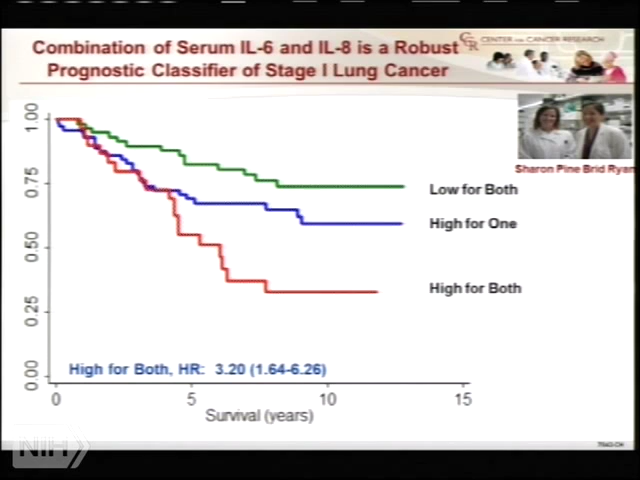 Combination of Serum IL-6 and IL-8 is a Robust
Prognostic Classifier of Stage I Lung Cancer
CCR CENTER FOR CANCER RESEARCH
Sharon Pine Brid Ryan
1.00
0.75
0.50
0.25
0.00
Low for Both
High for One
High for Both
High for Both, HR: 3.20 (1.64-6.26)
0 5 10 15
Survival (years)
NIH